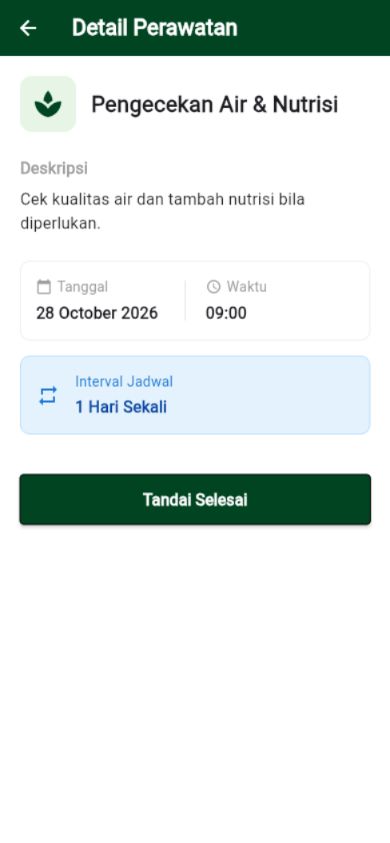 Detail Perawatan
Pengecekan Air & Nutrisi
Deskripsi
Cek kualitas air dan tambah nutrisi bila
diperlukan.
Tanggal
28 October 2026
Waktu
09:00
Interval Jadwal
1 Hari Sekali
Tandai Selesai